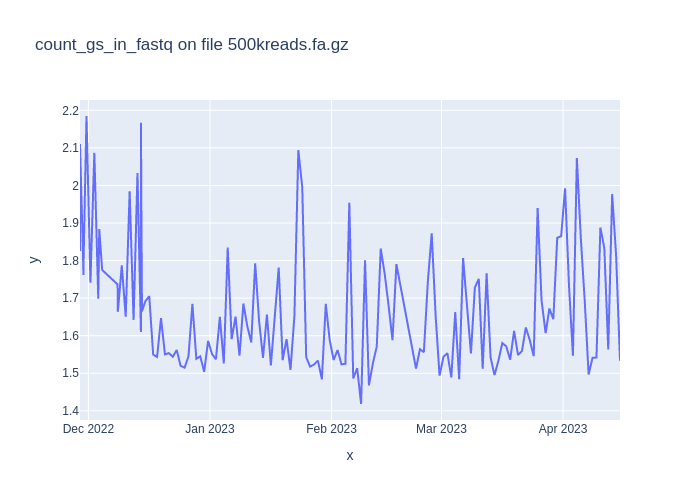 count_gs_in_fastq on file 500kreads.fa.gz
2.2
2.1
2
1.9
1.8
1.7
1.6
1.5
1.4
y
Dec 2022 Jan 2023 Feb 2023 Mar 2023 Apr 2023
x